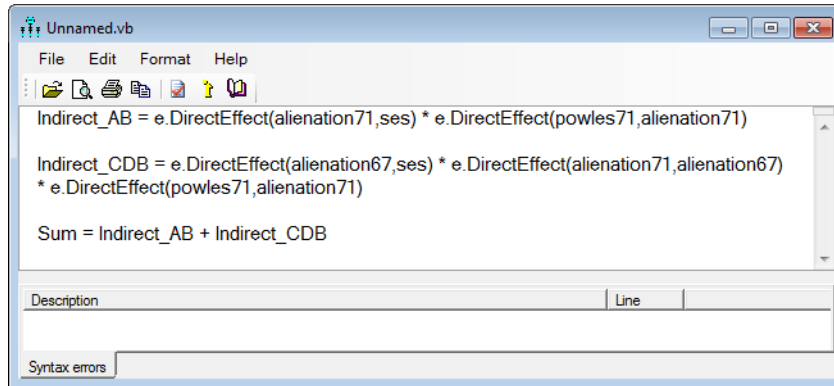 Unnamed.vb
File Edit Format Help
Indirect_AB = e.DirectEffect(alienation71,ses) * e.DirectEffect(powles71,alienation71)
Indirect_CDB = e.DirectEffect(alienation67,ses) * e.DirectEffect(alienation71,alienation67)
* e.DirectEffect(powles71,alienation71)
Sum = Indirect_AB + Indirect_CDB
Description Line
Syntax errors